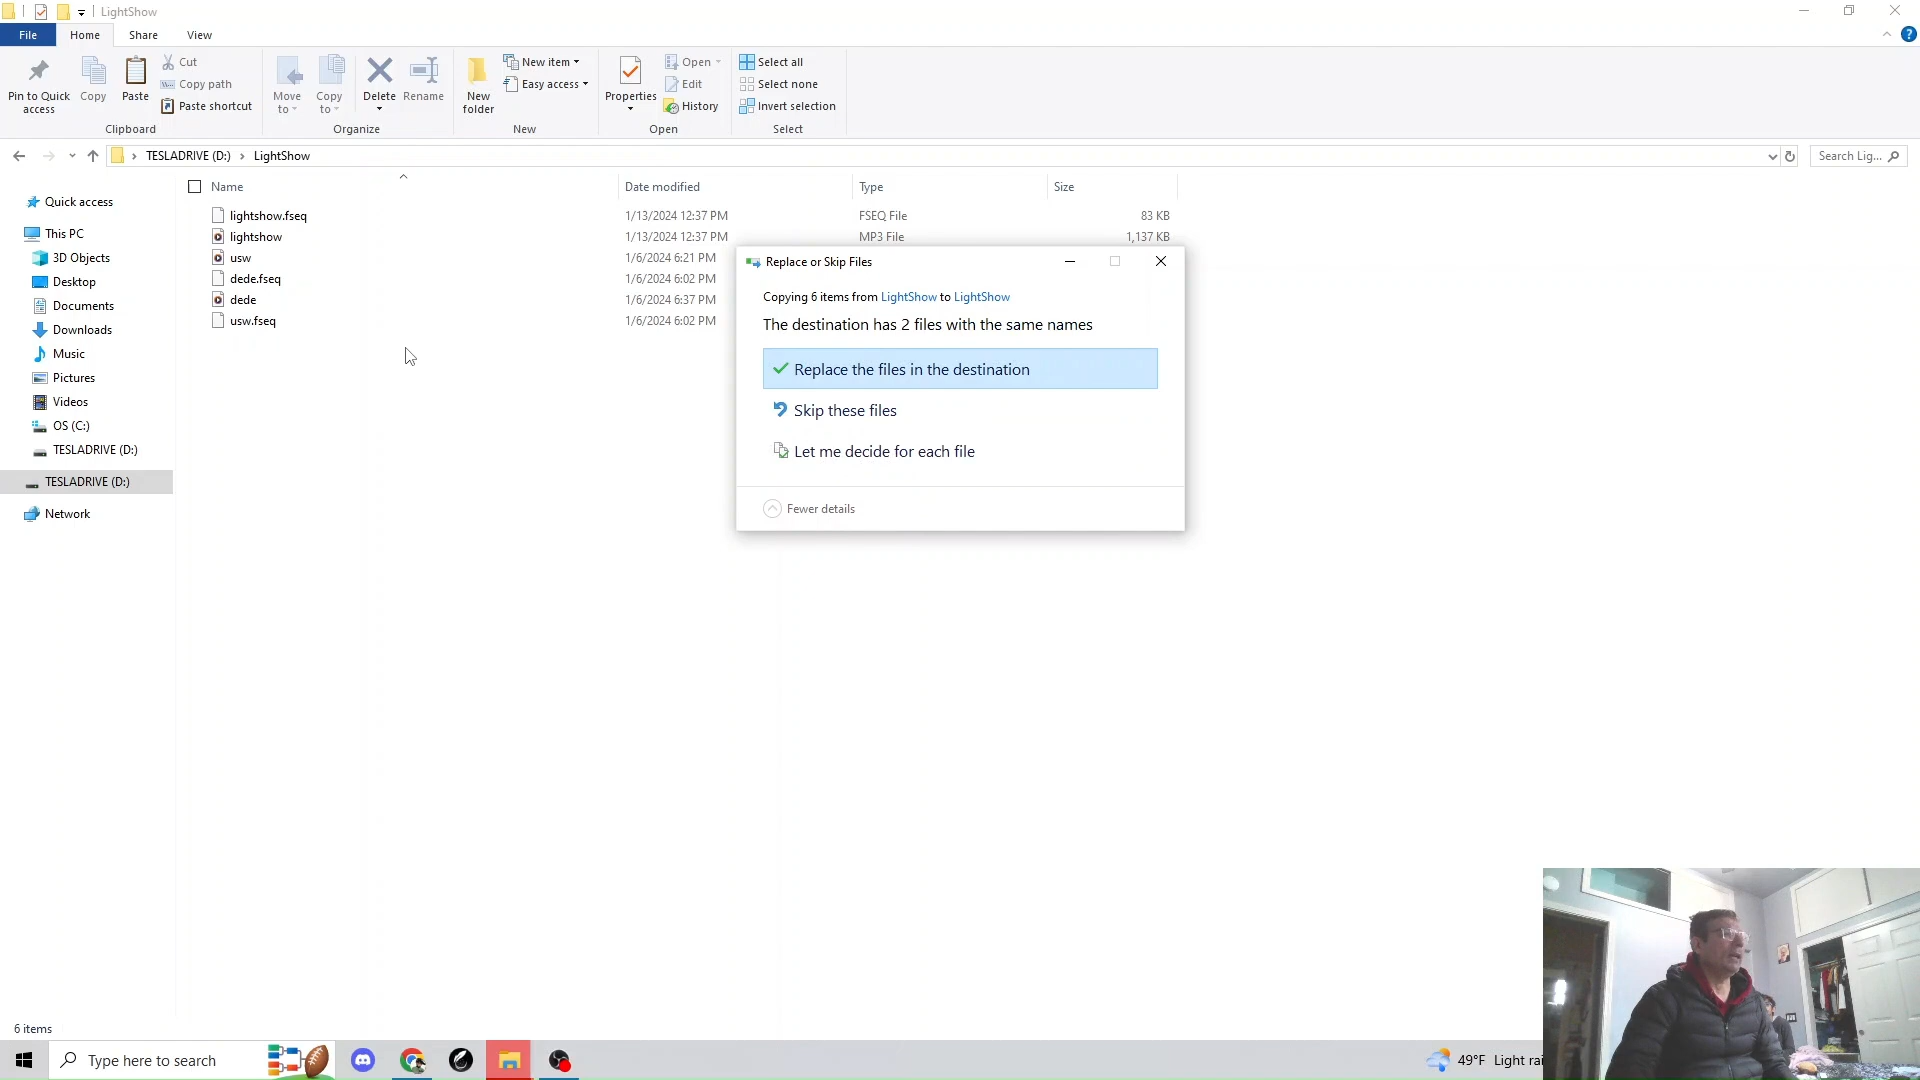 LightShow
File
Home
Share
View
?
Pin to Quick access
Copy
Paste
Cut
Copy path
Paste shortcut
Clipboard
Move to
Copy to
Delete
Rename
Organize
New folder
New item
Easy access
New
Properties
Open
Edit
History
Open
Select all
Select none
Invert selection
Select
TESLADRIVE (D:) › LightShow
Search Lig...
Name
Date modified
Type
Size
Quick access
This PC
3D Objects
Desktop
Documents
Downloads
Music
Pictures
Videos
OS (C:)
TESLADRIVE (D:)
TESLADRIVE (D:)
Network
lightshow.fseq 1/13/2024 12:37 PM FSEQ File 83 KB
lightshow 1/13/2024 12:37 PM MP3 File 1,137 KB
usw 1/6/2024 6:21 PM
dede.fseq 1/6/2024 6:02 PM
dede 1/6/2024 6:37 PM
usw.fseq 1/6/2024 6:02 PM
Replace or Skip Files
Copying 6 items from LightShow to LightShow
The destination has 2 files with the same names
Replace the files in the destination
Skip these files
Let me decide for each file
Fewer details
6 items
Type here to search
49°F Light rai